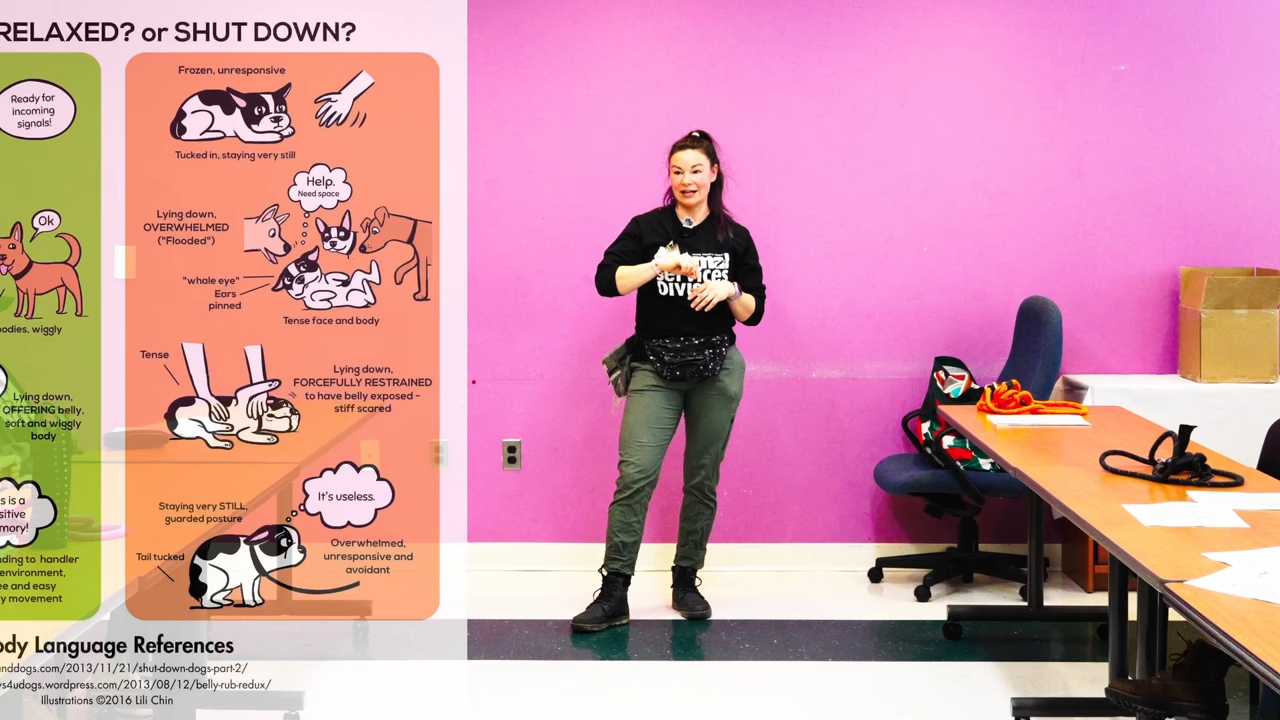 RELAXED? or SHUT DOWN?
Ready for
incoming
signals!
Ok
bodies, wiggly
Lying down,
OFFERING belly,
soft and wiggly
body
is a
sitive
mory!
nding to handler
environment,
ee and easy
y movement
Frozen, unresponsive
Tucked in, staying very still
Help.
Need space
Lying down,
OVERWHELMED
("Flooded")
"whale eye"
Ears
pinned
Tense face and body
Tense
Lying down,
FORCEFULLY RESTRAINED
to have belly exposed –
stiff scared
It's useless.
Staying very STILL,
guarded posture
Tail tucked
Overwhelmed,
unresponsive and
avoidant
ody Language References
anddogs.com/2013/11/21/shut-down-dogs-part-2/
ys4udogs.wordpress.com/2013/08/12/belly-rub-redux/
Illustrations ©2016 Lili Chin
services